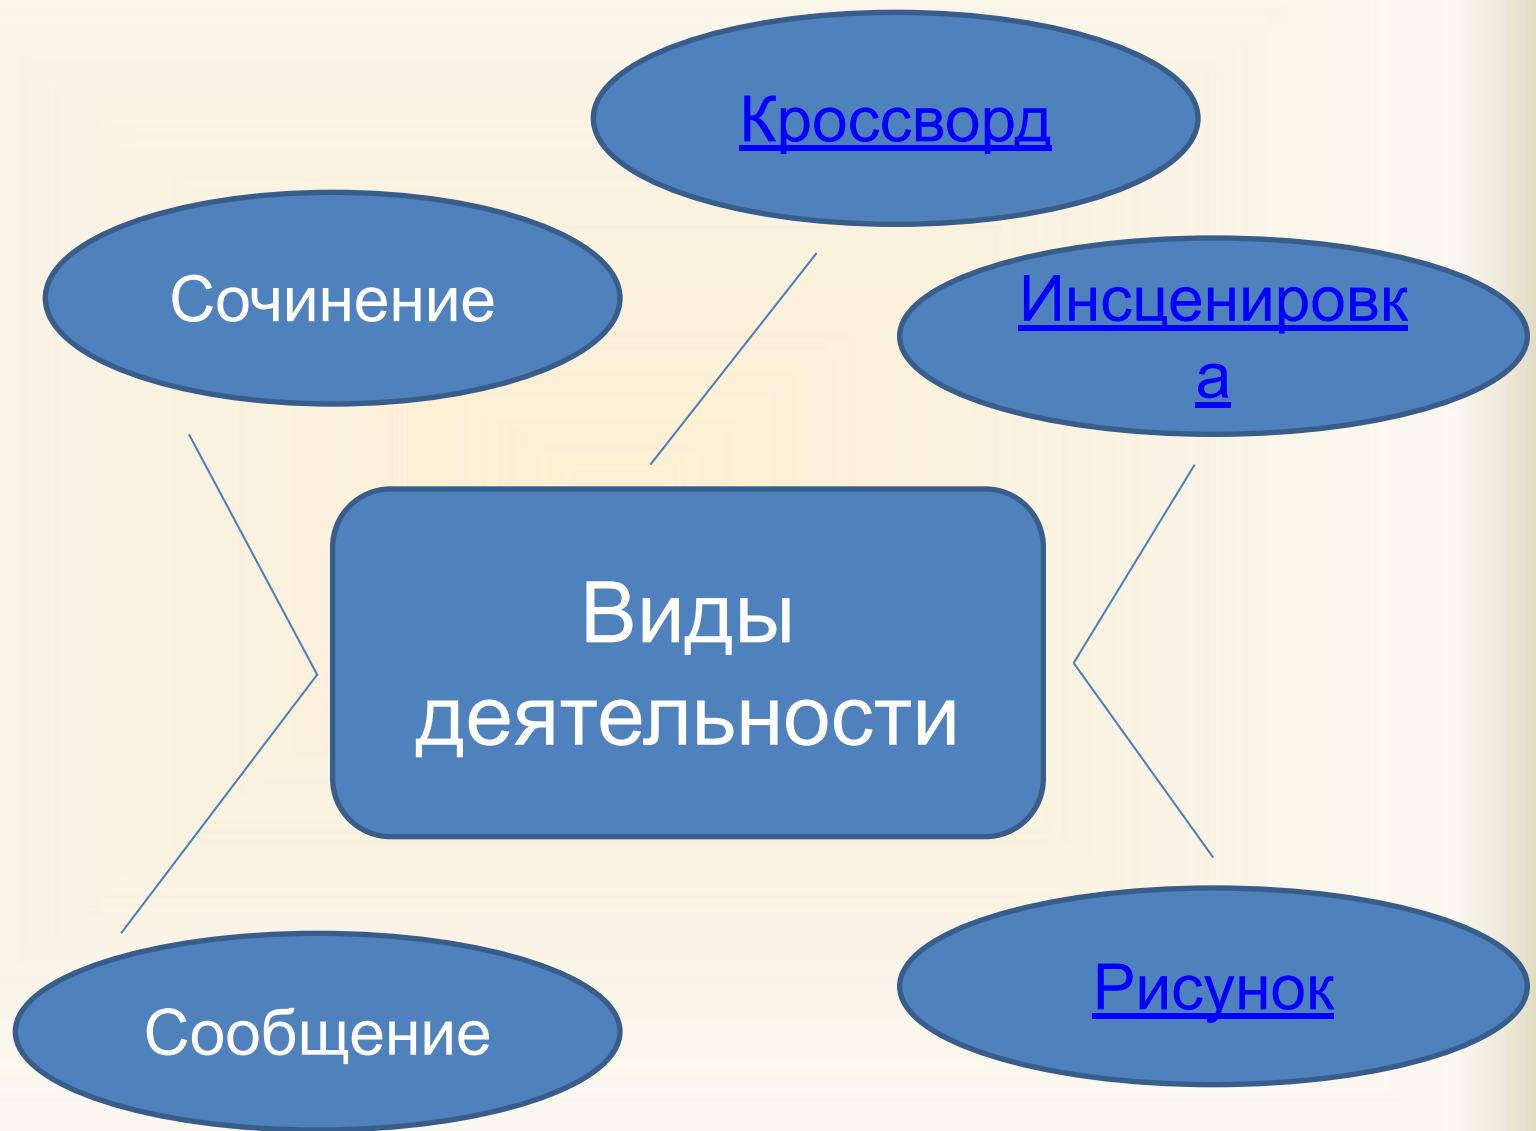 Кроссворд
Сочинение
Инсценировк
а
Виды
деятельности
Сообщение
Рисунок